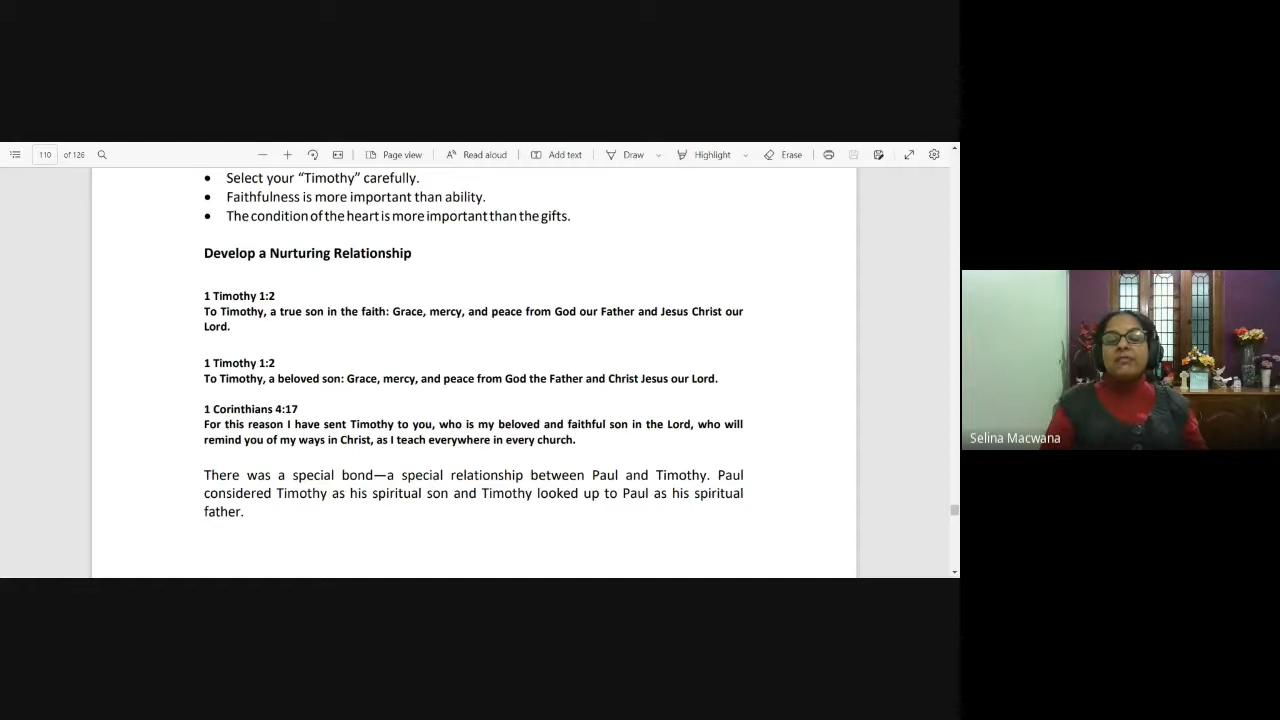 110 of 126 Page view Read aloud Add text Draw Highlight Erase
• Select your “Timothy” carefully.
• Faithfulness is more important than ability.
• The condition of the heart is more important than the gifts.
Develop a Nurturing Relationship
1 Timothy 1:2
To Timothy, a true son in the faith: Grace, mercy, and peace from God our Father and Jesus Christ our
Lord.
1 Timothy 1:2
To Timothy, a beloved son: Grace, mercy, and peace from God the Father and Christ Jesus our Lord.
1 Corinthians 4:17
For this reason I have sent Timothy to you, who is my beloved and faithful son in the Lord, who will
remind you of my ways in Christ, as I teach everywhere in every church.
There was a special bond—a special relationship between Paul and Timothy. Paul
considered Timothy as his spiritual son and Timothy looked up to Paul as his spiritual
father.
Selina Macwana